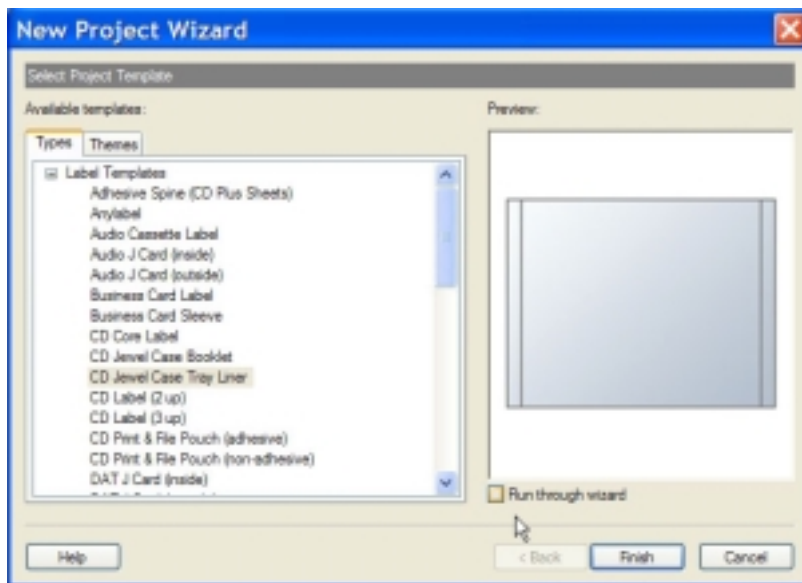 New Project Wizard
Select Project Template
Available templates:
Preview:
Types
Themes
Label Templates
Adhesive Spine (CD Plus Sheets)
Anylabel
Audio Cassette Label
Audio J Card (inside)
Audio J Card (outside)
Business Card Label
Business Card Sleeve
CD Core Label
CD Jewel Case Booklet
CD Jewel Case Tray Liner
CD Label (2 up)
CD Label (3 up)
CD Print & File Pouch (adhesive)
CD Print & File Pouch (non-adhesive)
DAT J Card (inside)
Run through wizard
Help
< Back
Finish
Cancel